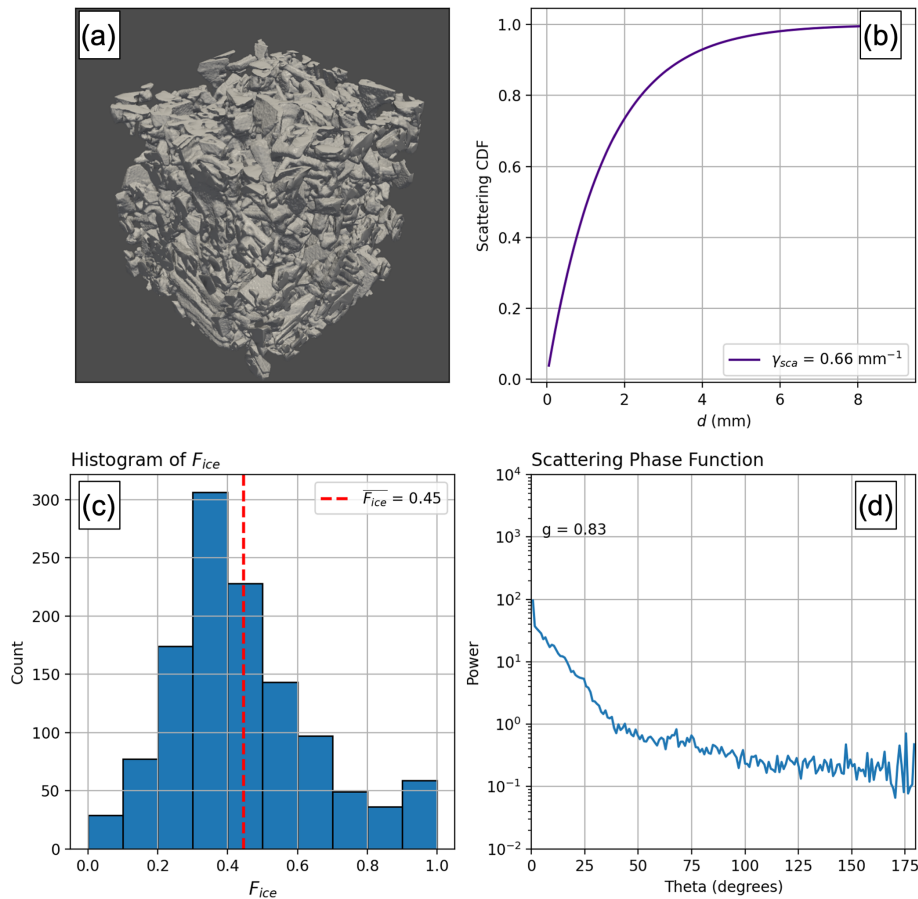 (a)
(b)
1.0
0.8
0.6
0.4
0.2
0.0
Scattering CDF
γsca = 0.66 mm⁻¹
0
2
4
6
8
d (mm)
Histogram of Fice
(c)
Fice = 0.45
300
250
200
150
100
50
0
Count
0.0
0.2
0.4
0.6
0.8
1.0
Fice
Scattering Phase Function
(d)
g = 0.83
10⁴
10³
10²
10¹
10⁰
10⁻¹
10⁻²
Power
0
25
50
75
100
125
150
175
Theta (degrees)